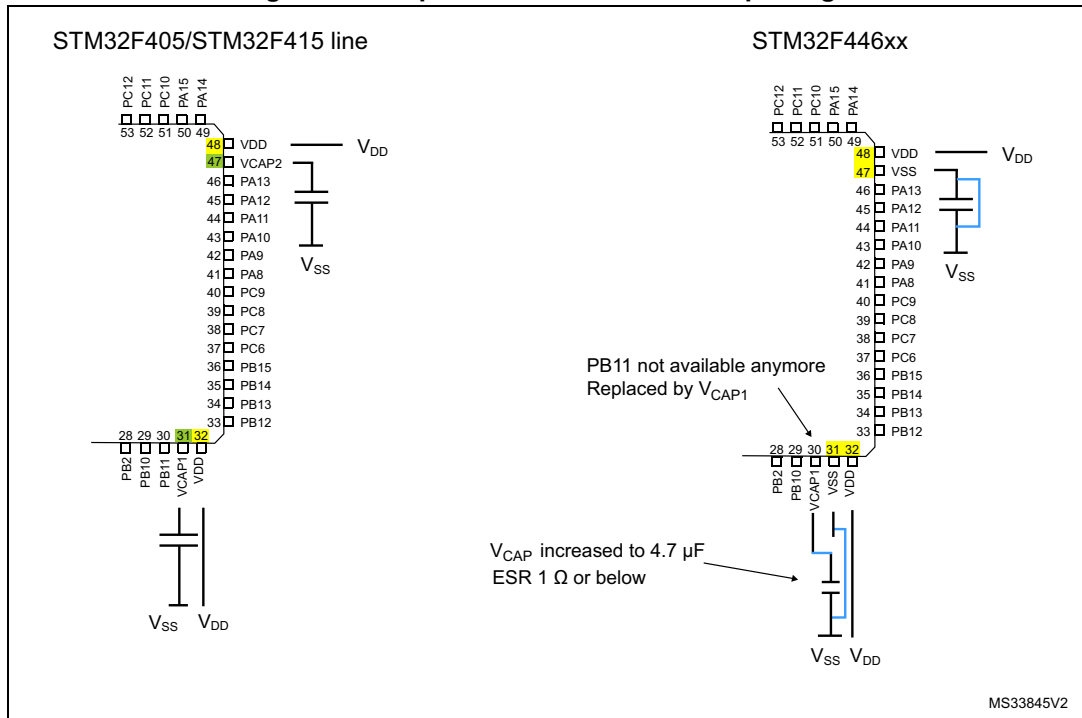 STM32F405/STM32F415 line
PC12
PC11
PC10
PA15
PA14
53 52 51 50 49
48 VDD
VDD
47 VCAP2
46 PA13
45 PA12
44 PA11
43 PA10
42 PA9
41 PA8
40 PC9
39 PC8
38 PC7
37 PC6
36 PB15
35 PB14
34 PB13
33 PB12
VSS
28 29 30 31 32
PB2
PB10
PB11
VCAP1
VDD
VSS VDD
STM32F446xx
PC12
PC11
PC10
PA15
PA14
53 52 51 50 49
48 VDD
VDD
47 VSS
46 PA13
45 PA12
44 PA11
43 PA10
42 PA9
41 PA8
40 PC9
39 PC8
38 PC7
37 PC6
36 PB15
35 PB14
34 PB13
33 PB12
VSS
PB11 not available anymore
Replaced by VCAP1
28 29 30 31 32
PB2
PB10
VCAP1
VSS
VDD
VCAP increased to 4.7 µF
ESR 1 Ω or below
VSS VDD
MS33845V2